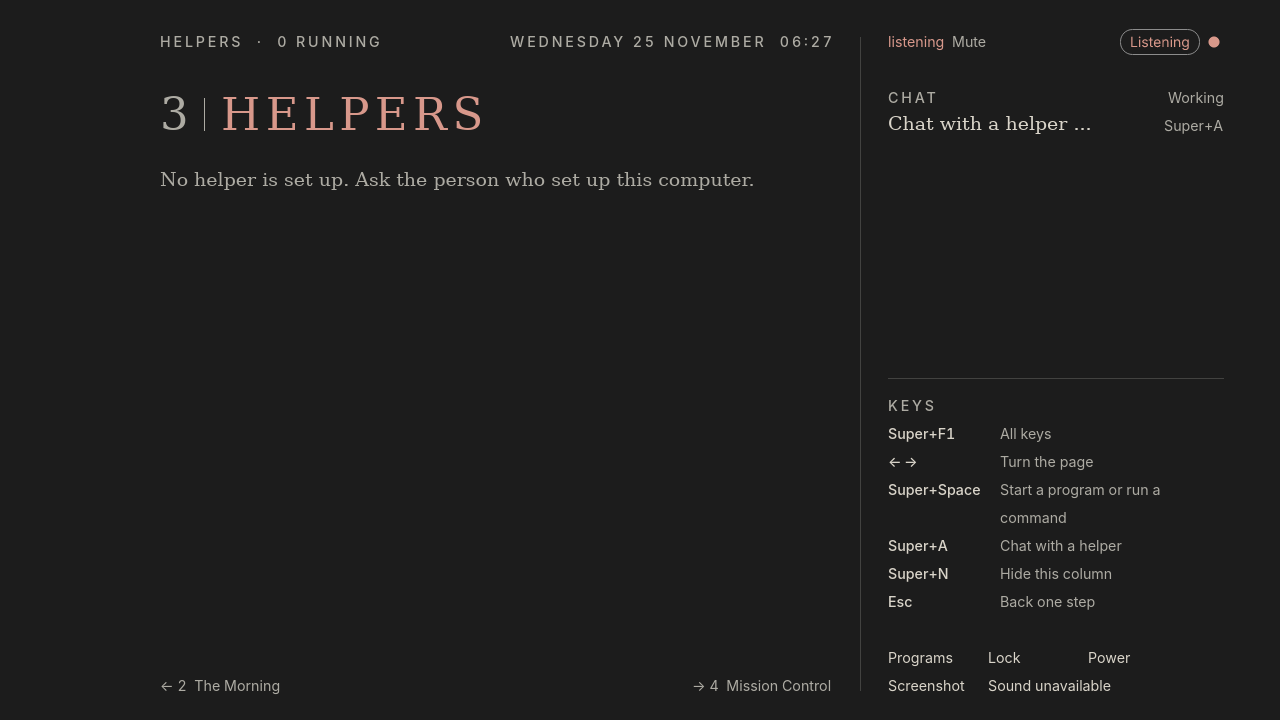 HELPERS · 0 RUNNING
WEDNESDAY 25 NOVEMBER 06:27
3 HELPERS
No helper is set up. Ask the person who set up this computer.
← 2 The Morning
→ 4 Mission Control
listening Mute
Listening
CHAT
Working
Chat with a helper ...
Super+A
KEYS
Super+F1 All keys
← → Turn the page
Super+Space Start a program or run a
command
Super+A Chat with a helper
Super+N Hide this column
Esc Back one step
Programs Lock Power
Screenshot Sound unavailable